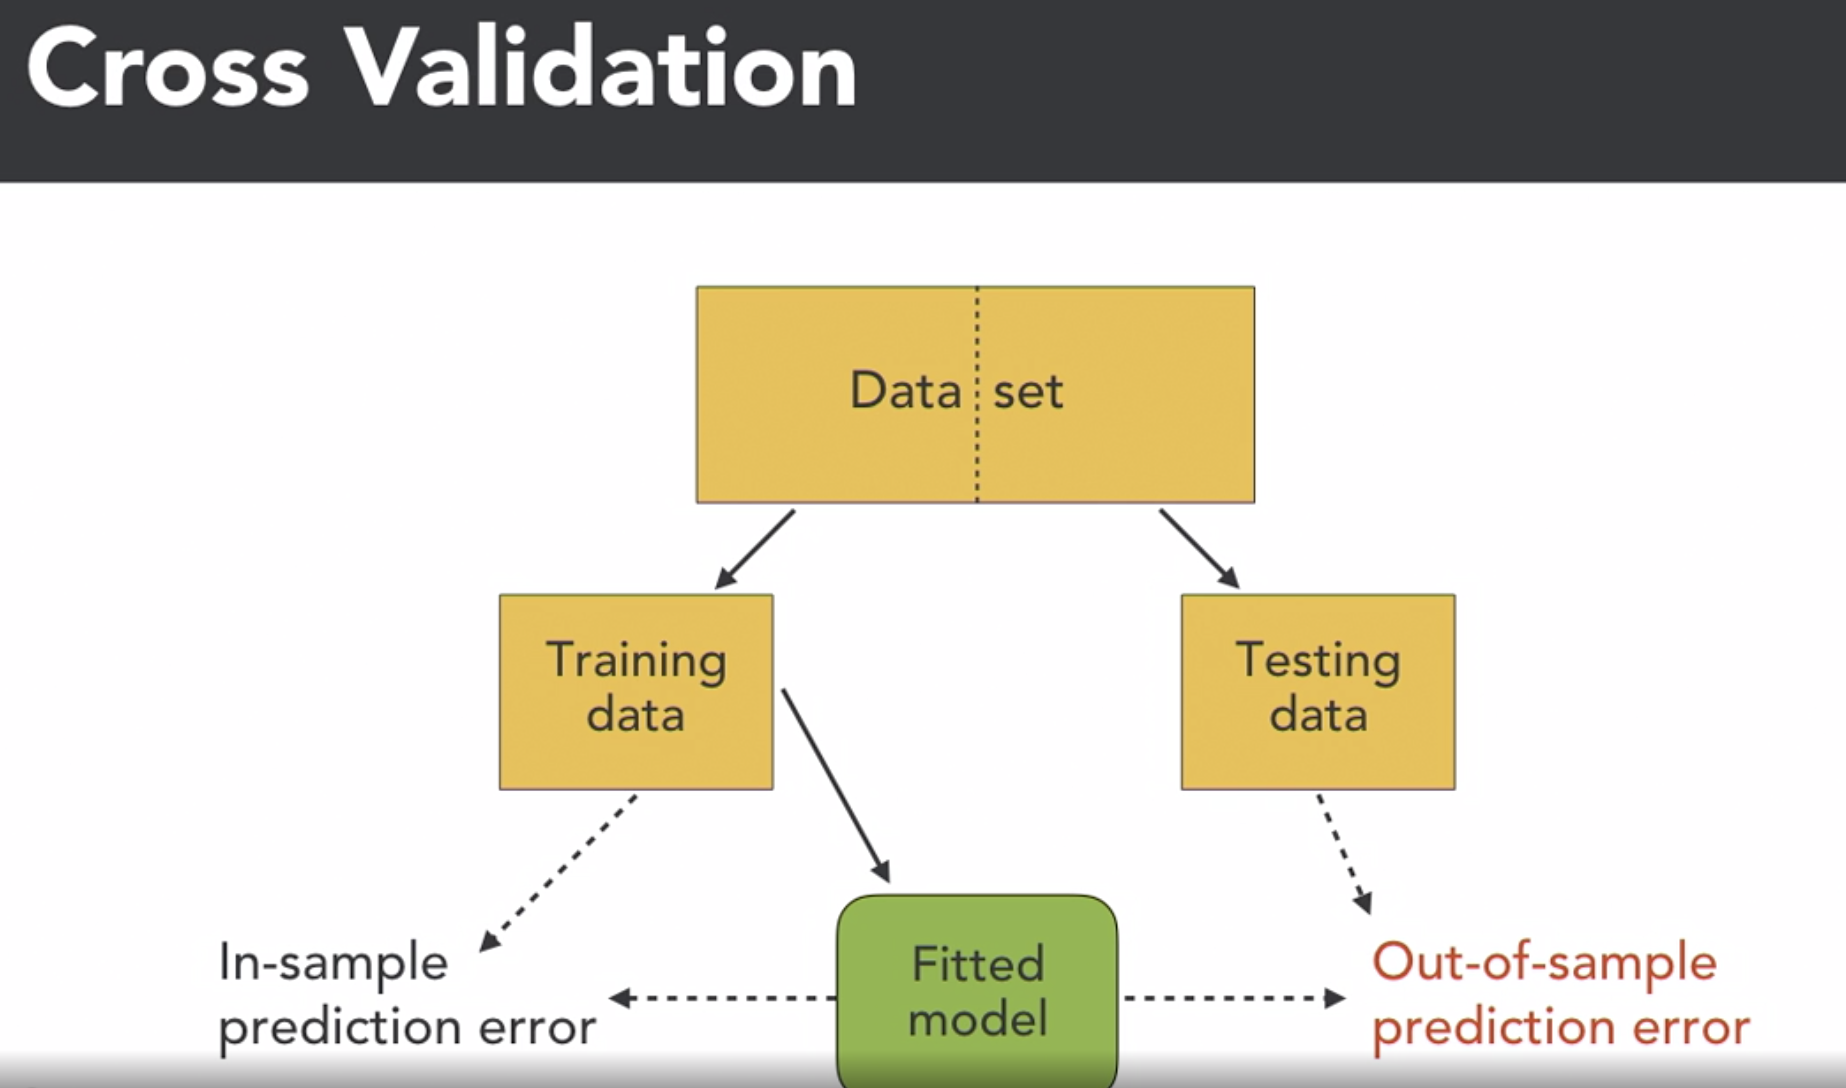 Cross Validation
Data set
Training
data
Testing
data
In-sample
prediction error
Fitted
model
Out-of-sample
prediction error